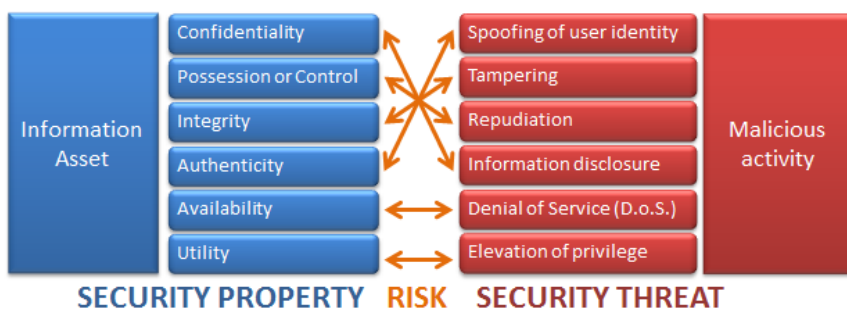 Information
Asset
Confidentiality
Possession or Control
Integrity
Authenticity
Availability
Utility
Spoofing of user identity
Tampering
Repudiation
Information disclosure
Denial of Service (D.o.S.)
Elevation of privilege
Malicious
activity
SECURITY PROPERTY RISK SECURITY THREAT